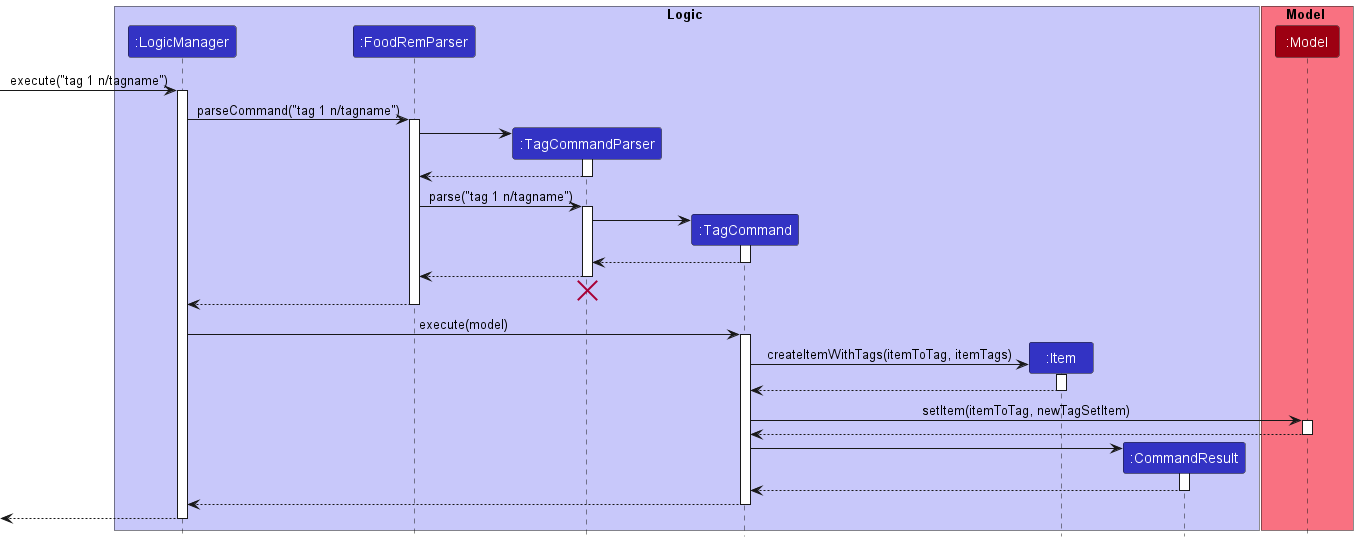 Logic
Model
:LogicManager
:FoodRemParser
:Model
execute("tag 1 n/tagname")
parseCommand("tag 1 n/tagname")
:TagCommandParser
parse("tag 1 n/tagname")
:TagCommand
execute(model)
createItemWithTags(itemToTag, itemTags)
:Item
setItem(itemToTag, newTagSetItem)
:CommandResult